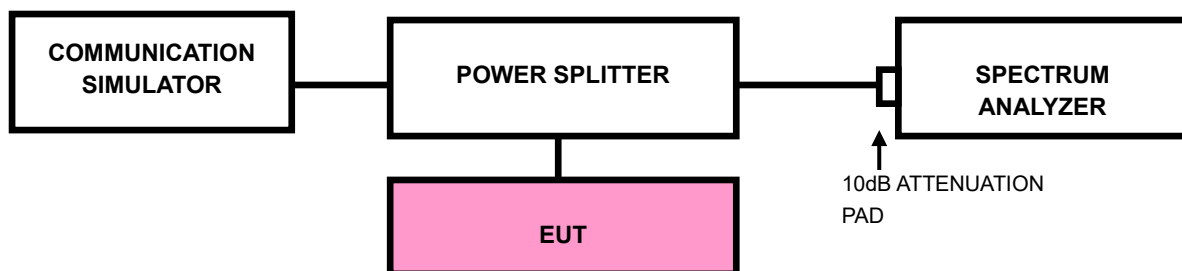 COMMUNICATION
SIMULATOR
POWER SPLITTER
SPECTRUM
ANALYZER
10dB ATTENUATION
PAD
EUT